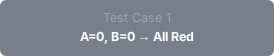 Test Case 1
A=0, B=0 → All Red